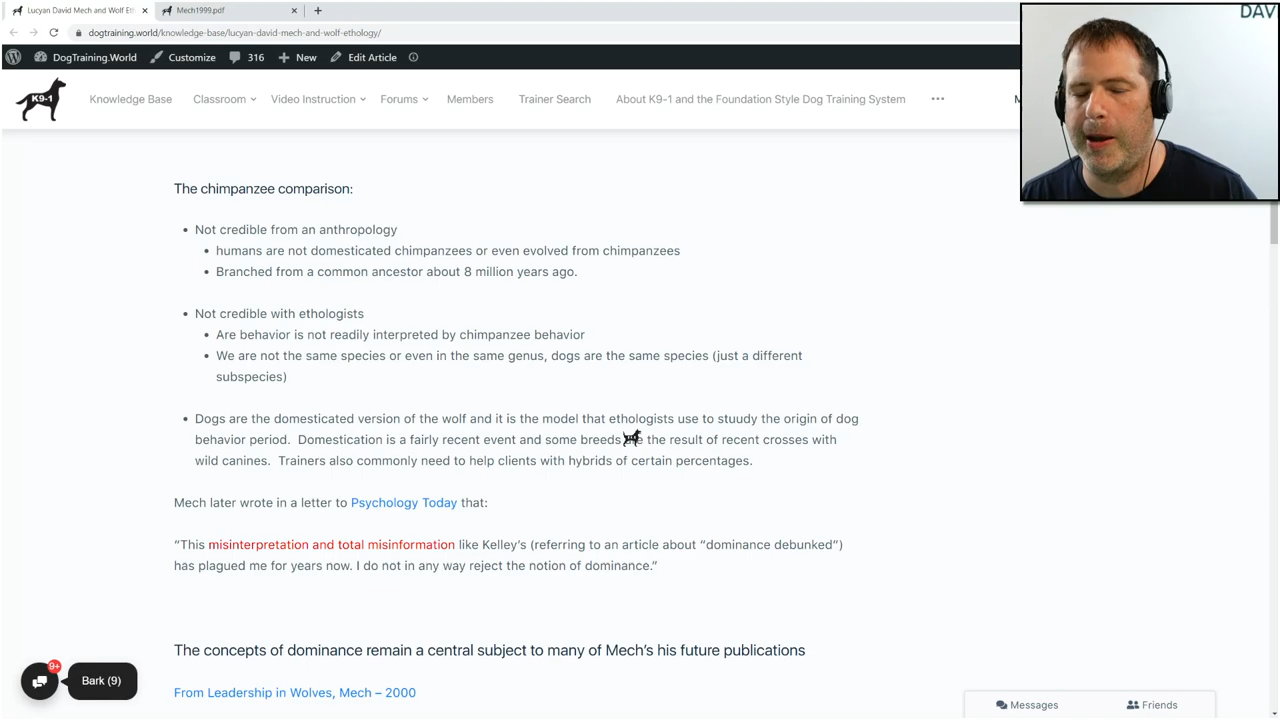 Lucyan David Mech and Wolf Eth
Mech1999.pdf
dogtraining.world/knowledge-base/lucyan-david-mech-and-wolf-ethology/
DAV
DogTraining.World Customize 316 New Edit Article
K9-1
Knowledge Base Classroom Video Instruction Forums Members Trainer Search About K9-1 and the Foundation Style Dog Training System ••• M
The chimpanzee comparison:
Not credible from an anthropology
humans are not domesticated chimpanzees or even evolved from chimpanzees
Branched from a common ancestor about 8 million years ago.
Not credible with ethologists
Are behavior is not readily interpreted by chimpanzee behavior
We are not the same species or even in the same genus, dogs are the same species (just a different
subspecies)
Dogs are the domesticated version of the wolf and it is the model that ethologists use to stuudy the origin of dog
behavior period. Domestication is a fairly recent event and some breeds the result of recent crosses with
wild canines. Trainers also commonly need to help clients with hybrids of certain percentages.
Mech later wrote in a letter to Psychology Today that:
“This misinterpretation and total misinformation like Kelley’s (referring to an article about “dominance debunked”)
has plagued me for years now. I do not in any way reject the notion of dominance.”
The concepts of dominance remain a central subject to many of Mech’s his future publications
From Leadership in Wolves, Mech – 2000
9+
Bark (9)
Messages Friends